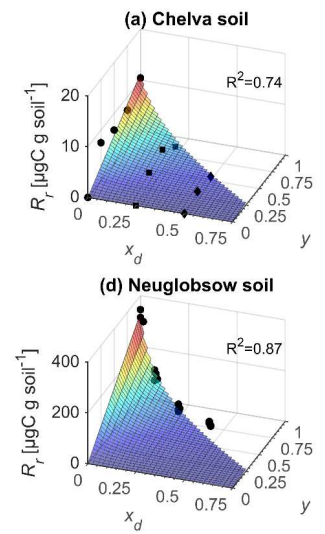 (a) Chelva soil
R²=0.74
20
10
0
R_r [µgC g soil⁻¹]
0
0.25
0.5
0.75
x_d
0
0.25
0.5
0.75
1
y
(d) Neuglobsow soil
R²=0.87
400
200
0
R_r [µgC g soil⁻¹]
0
0.25
0.5
0.75
x_d
0
0.25
0.5
0.75
1
y